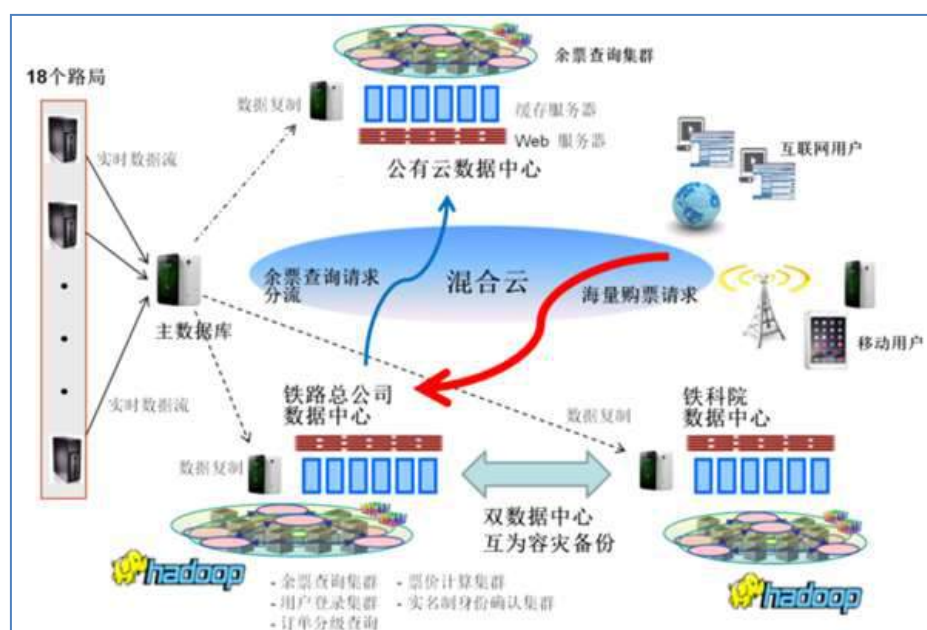 余票查询集群
18个路局
数据复制
缓存服务器
实时数据流
Web 服务器
互联网用户
公有云数据中心
余票查询请求
分流
混合云
海量购票请求
主数据库
移动用户
铁路总公司
数据中心
铁科院
数据中心
实时数据流
数据复制
数据复制
双数据中心
互为容灾备份
hadoop
- 余票查询集群 - 票价计算集群
- 用户登录集群 - 实名制身份确认集群
- 订单分级查询
hadoop